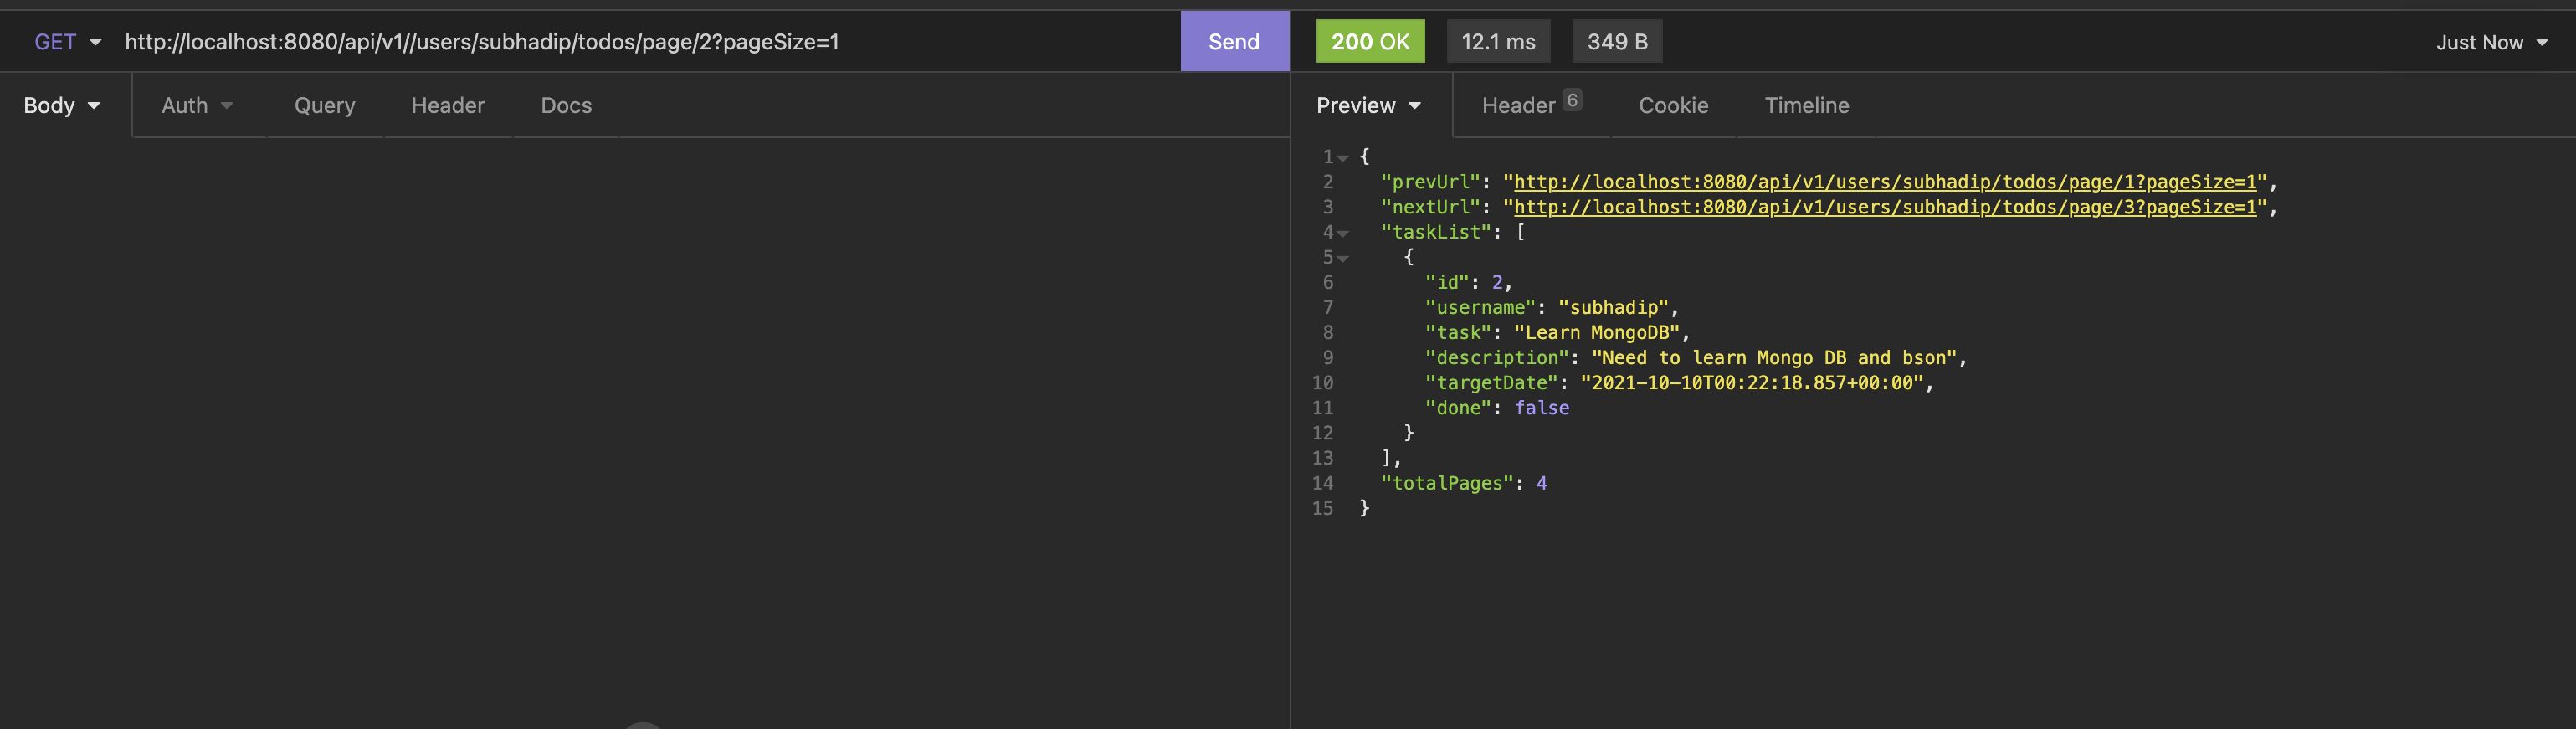 GET http://localhost:8080/api/v1//users/subhadip/todos/page/2?pageSize=1 Send 200 OK 12.1 ms 349 B Just Now
Body Auth Query Header Docs Preview Header 6 Cookie Timeline
1 {
2 "prevUrl": "http://localhost:8080/api/v1/users/subhadip/todos/page/1?pageSize=1",
3 "nextUrl": "http://localhost:8080/api/v1/users/subhadip/todos/page/3?pageSize=1",
4 "taskList": [
5 {
6 "id": 2,
7 "username": "subhadip",
8 "task": "Learn MongoDB",
9 "description": "Need to learn Mongo DB and bson",
10 "targetDate": "2021-10-10T00:22:18.857+00:00",
11 "done": false
12 }
13 ],
14 "totalPages": 4
15 }